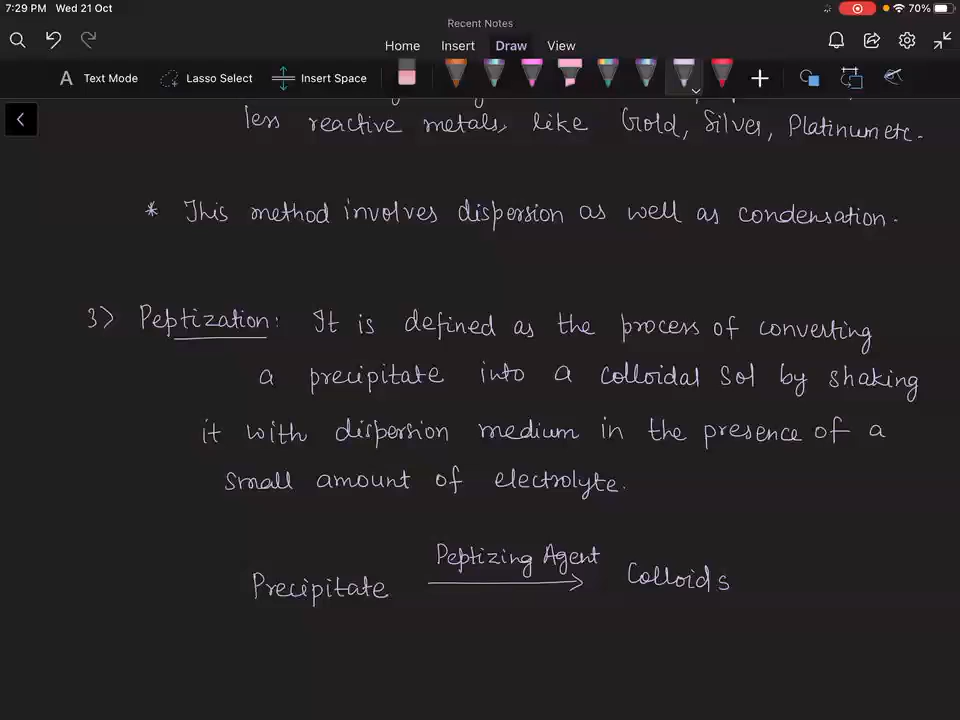 7:29 PM Wed 21 Oct
70%
Recent Notes
Home Insert Draw View
A Text Mode Lasso Select Insert Space
less reactive metals, like Gold, Silver, Platinum etc.
* This method involves dispersion as well as condensation.
3) Peptization: It is defined as the process of converting
a precipitate into a colloidal sol by shaking
it with dispersion medium in the presence of a
small amount of electrolyte.
Peptizing Agent
Precipitate Colloids